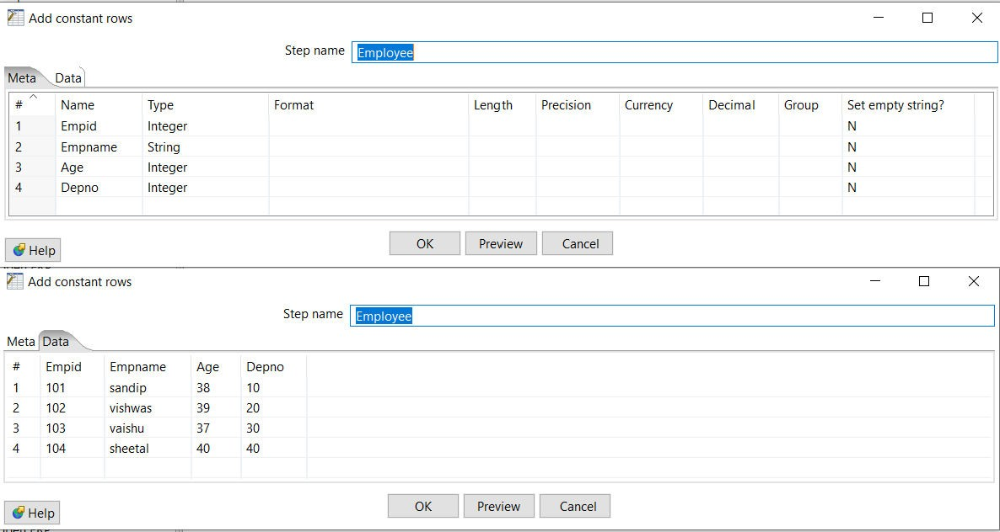 Add constant rows
Step name Employee
Meta Data
# Name Type Format Length Precision Currency Decimal Group Set empty string?
1 Empid Integer N
2 Empname String N
3 Age Integer N
4 Depno Integer N
OK Preview Cancel
Help
Add constant rows
Step name Employee
Meta Data
# Empid Empname Age Depno
1 101 sandip 38 10
2 102 vishwas 39 20
3 103 vaishu 37 30
4 104 sheetal 40 40
OK Preview Cancel
Help